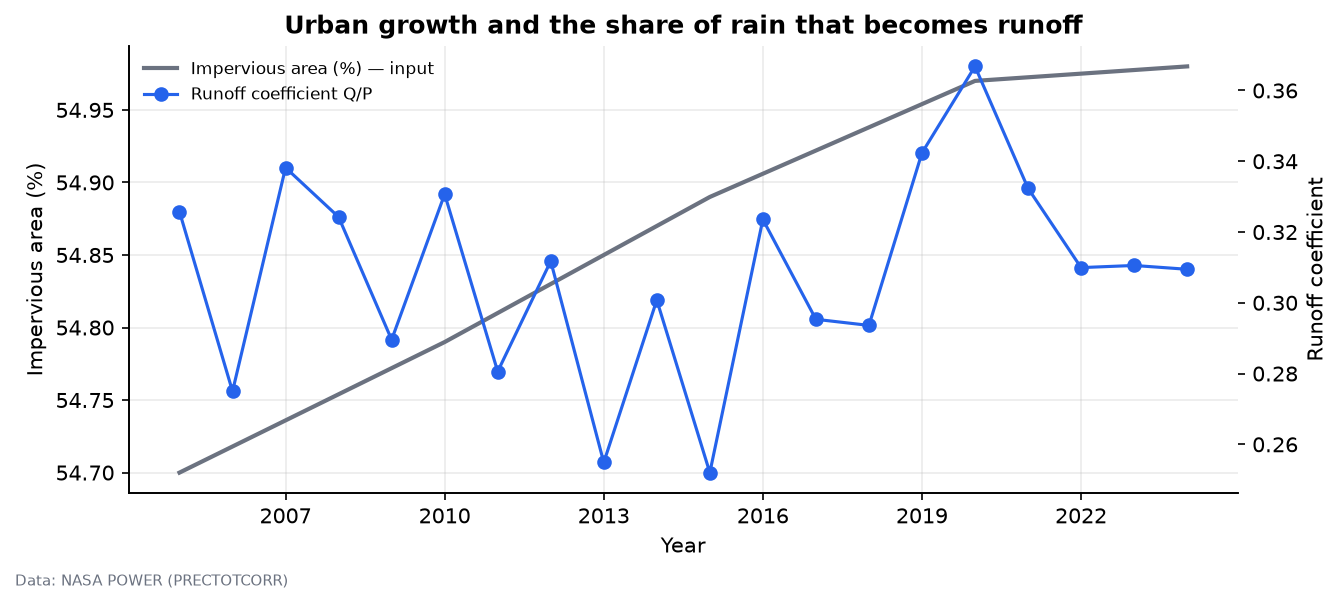 Urban growth and the share of rain that becomes runoff
Impervious area (%) — input
Runoff coefficient Q/P
Impervious area (%)
54.95
54.90
54.85
54.80
54.75
54.70
0.36
0.34
0.32
0.30
0.28
0.26
Runoff coefficient
2007 2010 2013 2016 2019 2022
Year
Data: NASA POWER (PRECTOTCORR)